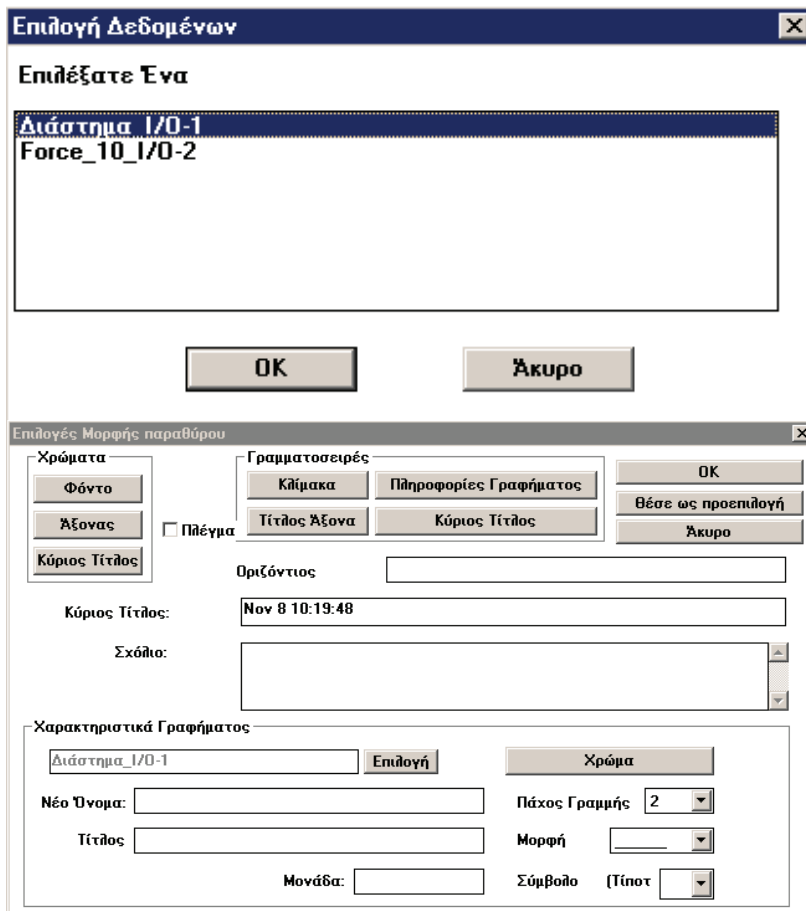 Επιλογή Δεδομένων
Επιλέξατε Ένα
Διάστημα_I/O-1
Force_10_I/O-2
OK
Άκυρο
Επιλογές Μορφής παραθύρου
Χρώματα
Φόντο
Άξονας
Κύριος Τίτλος
Πλέγμα
Γραμματοσειρές
Κλίμακα
Πληροφορίες Γραφήματος
Τίτλος Άξονα
Κύριος Τίτλος
OK
Θέσε ως προεπιλογή
Άκυρο
Οριζόντιος
Κύριος Τίτλος:
Nov 8 10:19:48
Σχόλιο:
Χαρακτηριστικά Γραφήματος
Διάστημα_I/O-1
Επιλογή
Χρώμα
Νέο Όνομα:
Πάχος Γραμμής
2
Τίτλος
Μορφή
Μονάδα:
Σύμβολο
(Τίποτ